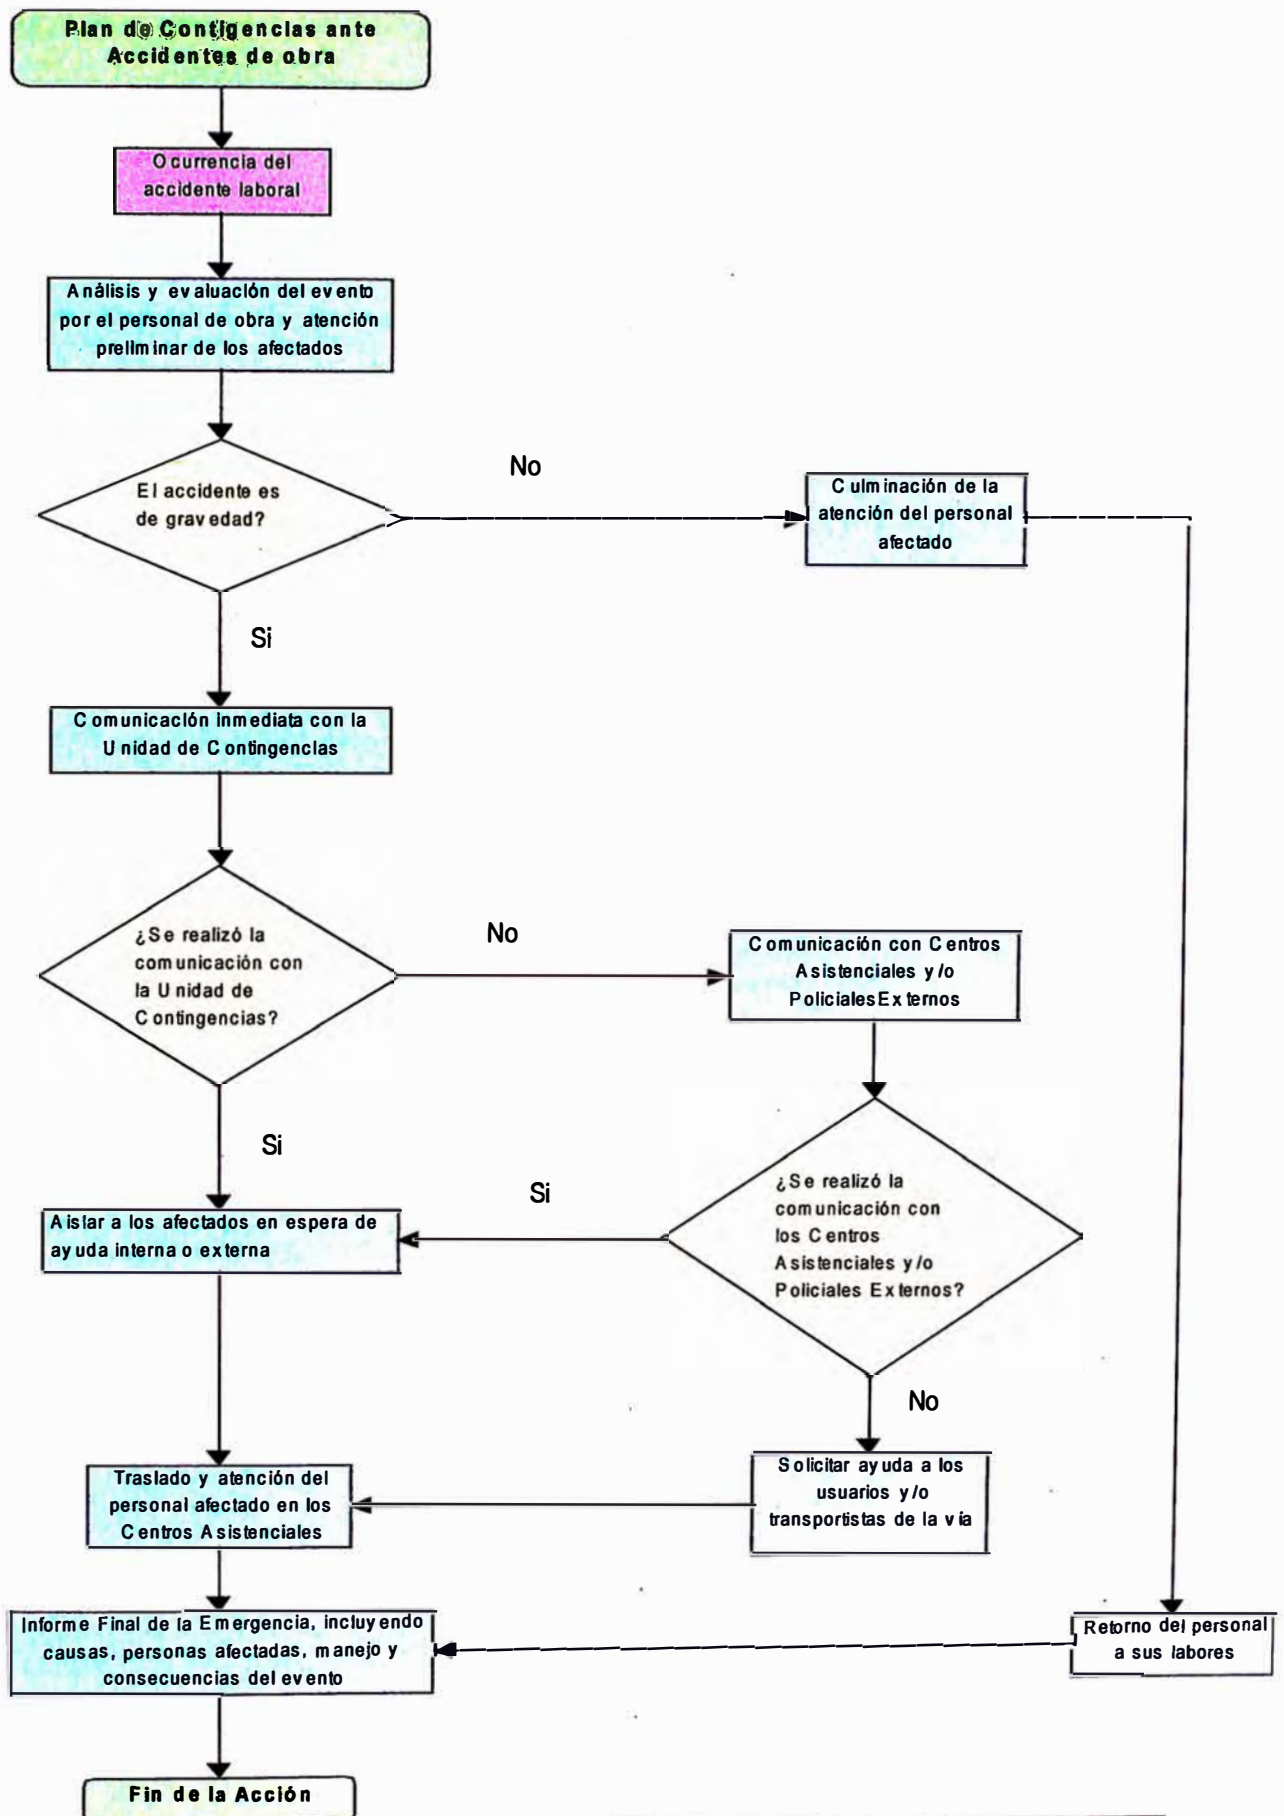 Plan de Contigencias ante
Accidentes de obra
Ocurrencia del
accidente laboral
Análisis y evaluación del evento
por el personal de obra y atención
preliminar de los afectados
El accidente es
de gravedad?
No
Culminación de la
atención del personal
afectado
Si
Comunicación inmediata con la
Unidad de Contingencias
¿Se realizó la
comunicación con
la Unidad de
Contingencias?
No
Comunicación con Centros
Asistenciales y/o
Policiales Externos
Si
Aislar a los afectados en espera de
ayuda interna o externa
Si
¿Se realizó la
comunicación con
los Centros
Asistenciales y/o
Policiales Externos?
No
Solicitar ayuda a los
usuarios y/o
transportistas de la vía
Traslado y atención del
personal afectado en los
Centros Asistenciales
Informe Final de la Emergencia, incluyendo
causas, personas afectadas, manejo y
consecuencias del evento
Retorno del personal
a sus labores
Fin de la Acción